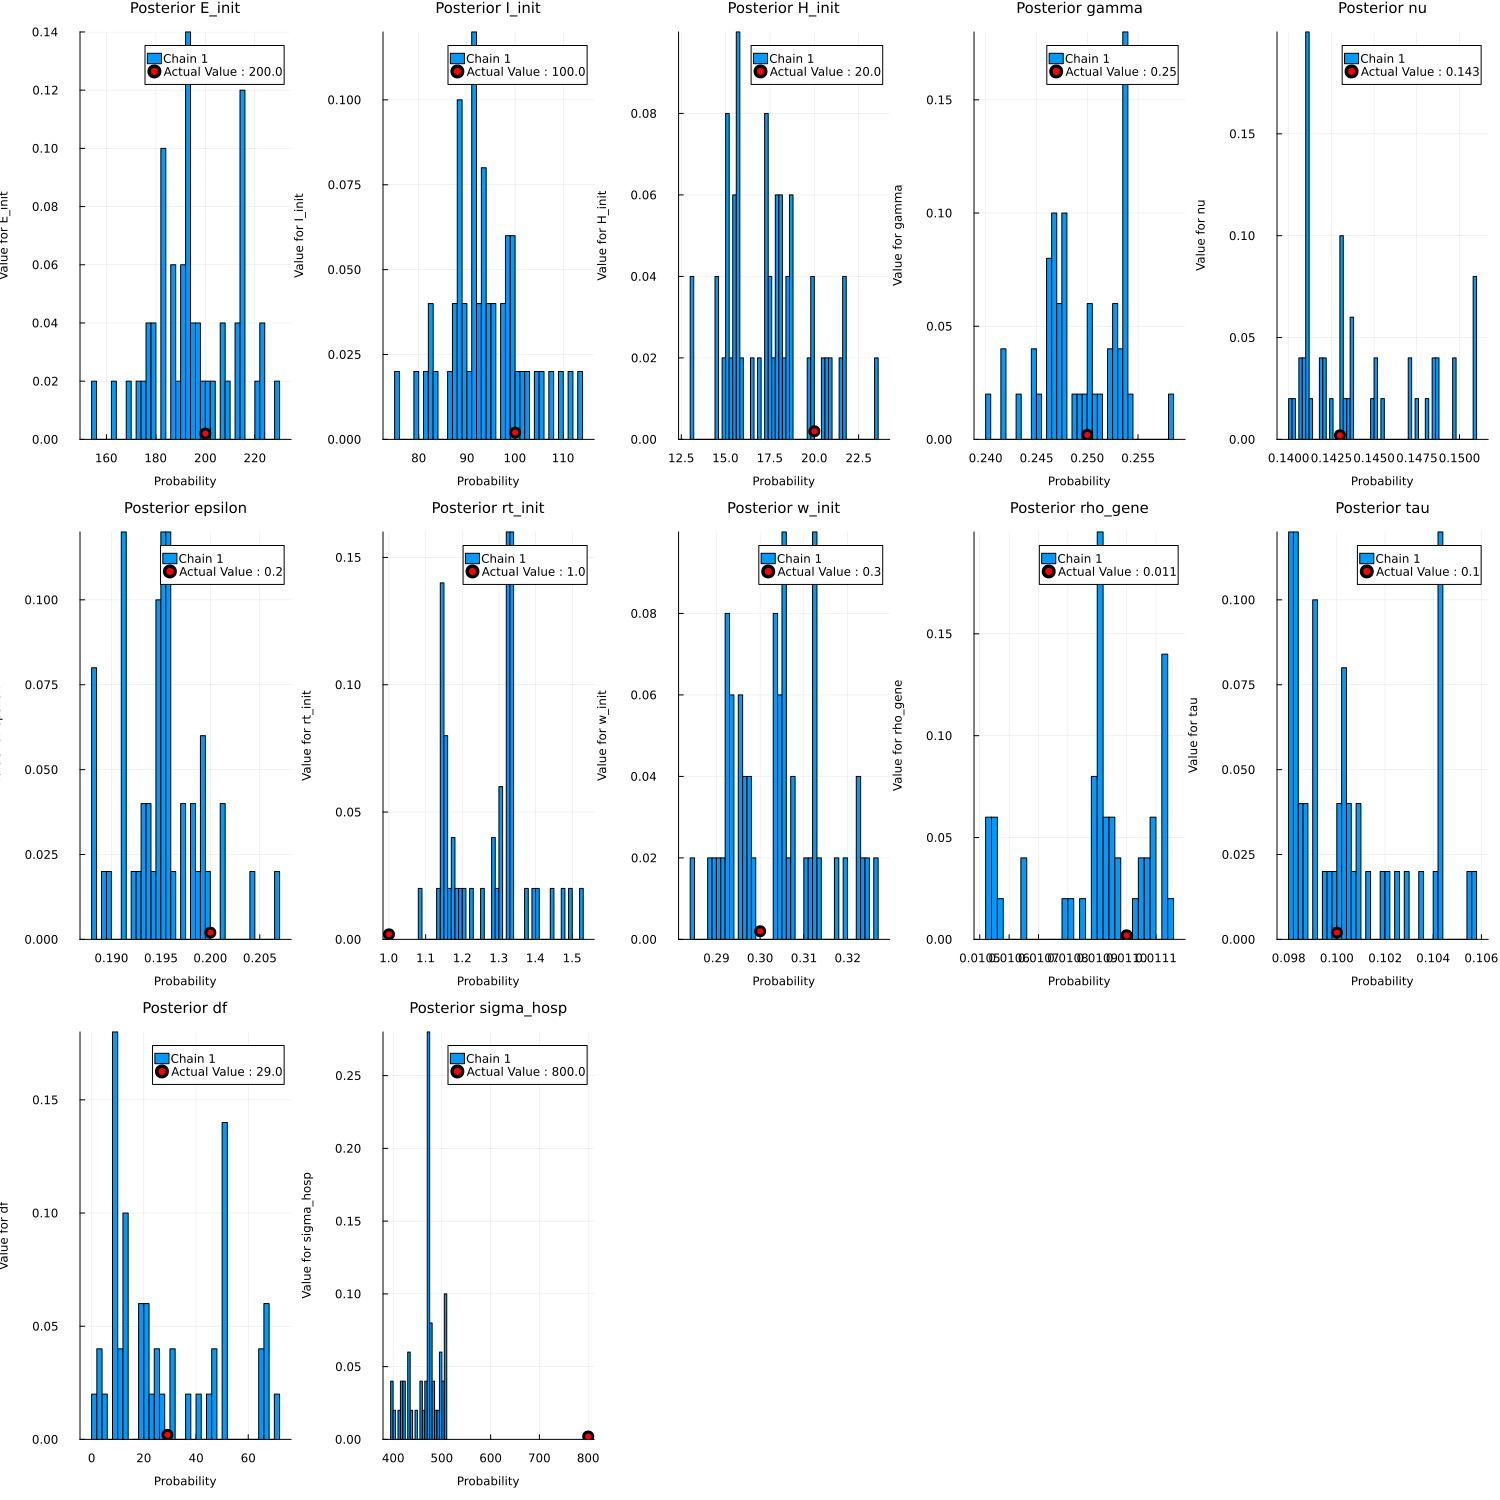 Posterior E_init
Posterior I_init
Posterior H_init
Posterior gamma
Posterior nu
Chain 1
Actual Value : 200.0
Chain 1
Actual Value : 100.0
Chain 1
Actual Value : 20.0
Chain 1
Actual Value : 0.25
Chain 1
Actual Value : 0.143
Value for E_init
Value for I_init
Value for H_init
Value for gamma
Value for nu
0.14
0.12
0.10
0.08
0.06
0.04
0.02
0.00
0.100
0.075
0.050
0.025
0.000
0.08
0.06
0.04
0.02
0.00
0.15
0.10
0.05
0.00
0.15
0.10
0.05
0.00
160 180 200 220
80 90 100 110
12.5 15.0 17.5 20.0 22.5
0.240 0.245 0.250 0.255
0.1400 0.1425 0.1450 0.1475 0.1500
Probability
Probability
Probability
Probability
Probability
Posterior epsilon
Posterior rt_init
Posterior w_init
Posterior rho_gene
Posterior tau
Chain 1
Actual Value : 0.2
Chain 1
Actual Value : 1.0
Chain 1
Actual Value : 0.3
Chain 1
Actual Value : 0.011
Chain 1
Actual Value : 0.1
Value for rt_init
Value for w_init
Value for rho_gene
Value for tau
0.100
0.075
0.050
0.025
0.000
0.15
0.10
0.05
0.00
0.08
0.06
0.04
0.02
0.00
0.15
0.10
0.05
0.00
0.100
0.075
0.050
0.025
0.000
0.190 0.195 0.200 0.205
1.0 1.1 1.2 1.3 1.4 1.5
0.29 0.30 0.31 0.32
0.098 0.100 0.102 0.104 0.106
Probability
Probability
Probability
Probability
Probability
Posterior df
Posterior sigma_hosp
Chain 1
Actual Value : 29.0
Chain 1
Actual Value : 800.0
Value for df
Value for sigma_hosp
0.15
0.10
0.05
0.00
0.25
0.20
0.15
0.10
0.05
0.00
0 20 40 60
400 500 600 700 800
Probability
Probability